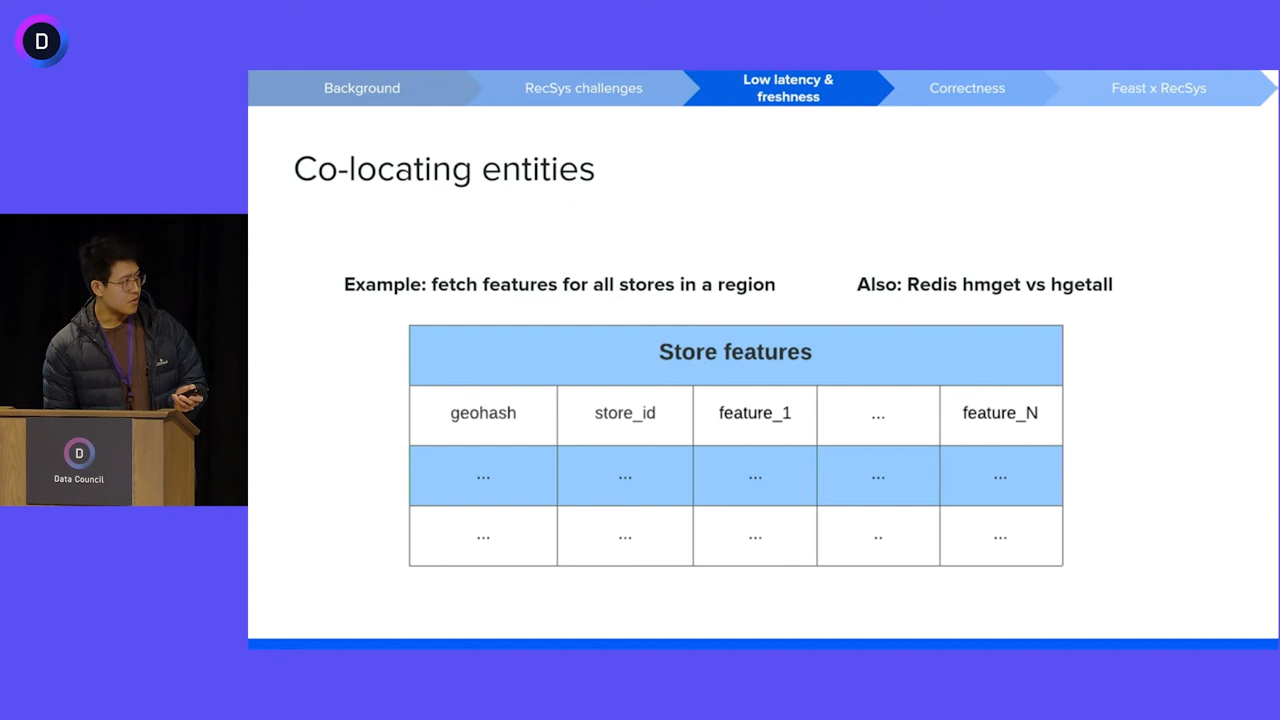 D
Background
RecSys challenges
Low latency &
freshness
Correctness
Feast x RecSys
Co-locating entities
Example: fetch features for all stores in a region
Also: Redis hmget vs hgetall
Store features
geohash
store_id
feature_1
...
feature_N
...
...
...
...
...
...
...
...
..
...
D
Data Council